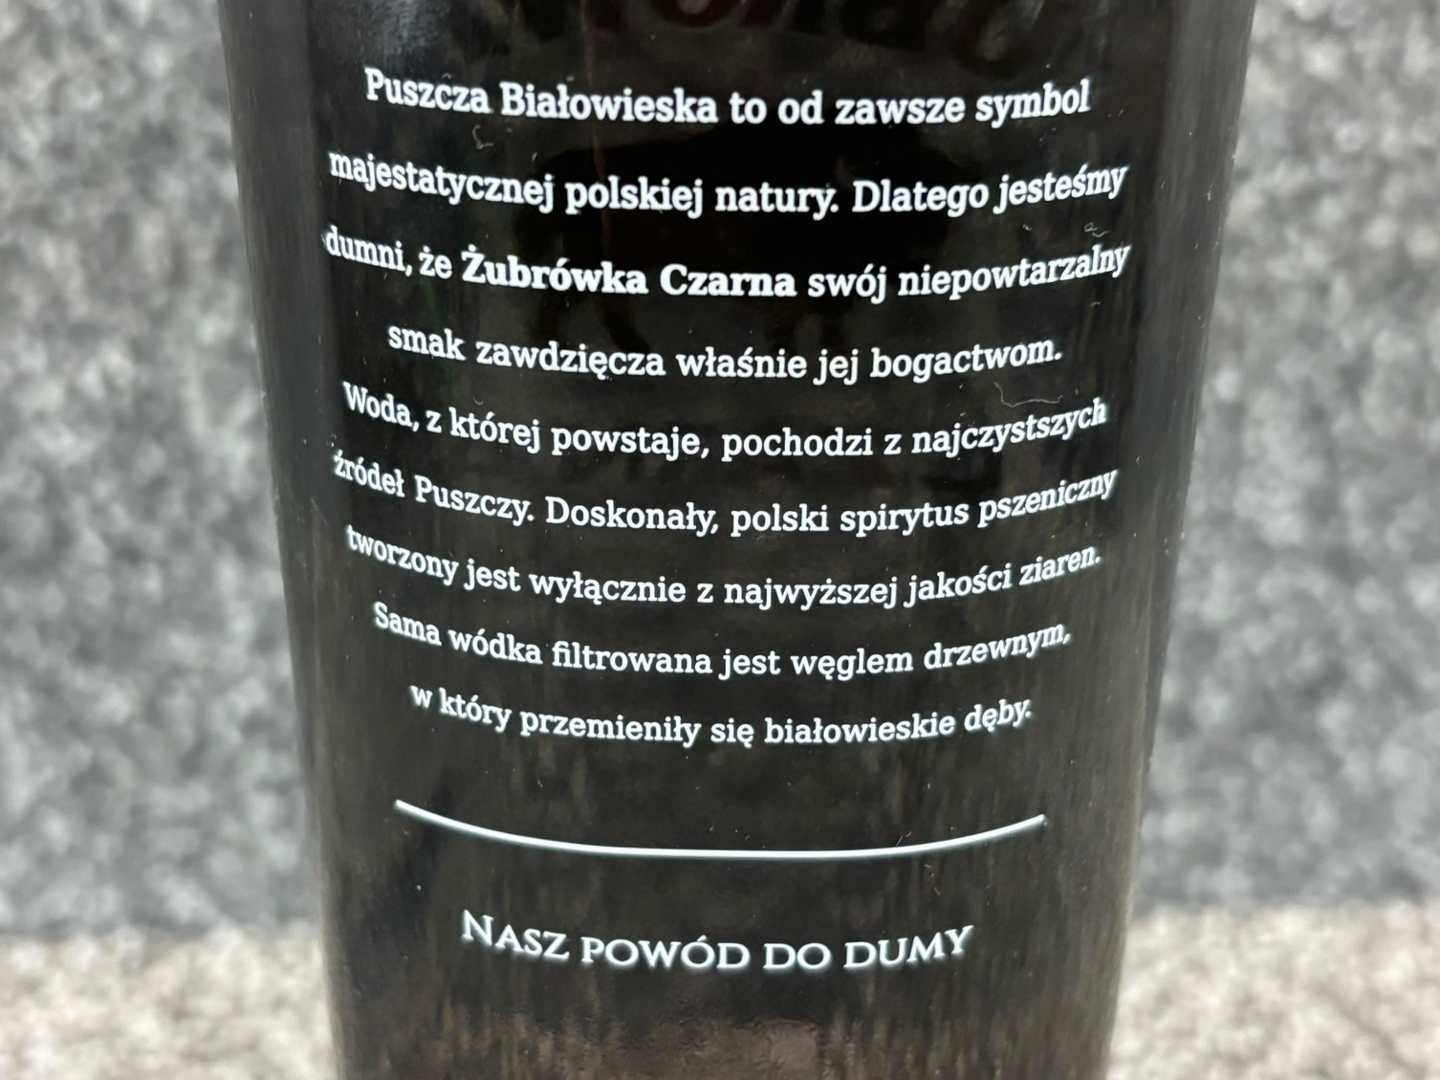 Puszcza Białowieska to od zawsze symbol
majestatycznej polskiej natury. Dlatego jesteśmy
dumni, że Żubrówka Czarna swój niepowtarzalny
smak zawdzięcza właśnie jej bogactwom.
Woda, z której powstaje, pochodzi z najczystszych
źródeł Puszczy. Doskonały, polski spirytus pszeniczny
tworzony jest wyłącznie z najwyższej jakości ziaren.
Sama wódka filtrowana jest węglem drzewnym,
w który przemieniły się białowieskie dęby.
Nasz powód do dumy